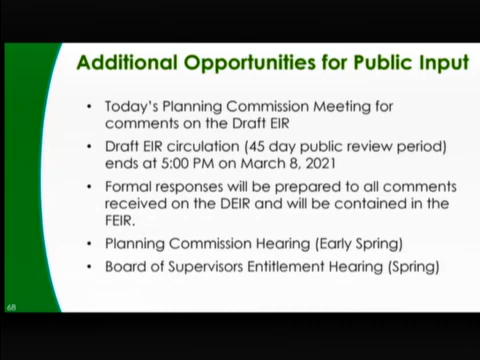 Additional Opportunities for Public Input
• Today's Planning Commission Meeting for
comments on the Draft EIR
• Draft EIR circulation (45 day public review period)
ends at 5:00 PM on March 8, 2021
• Formal responses will be prepared to all comments
received on the DEIR and will be contained in the
FEIR.
• Planning Commission Hearing (Early Spring)
• Board of Supervisors Entitlement Hearing (Spring)
68